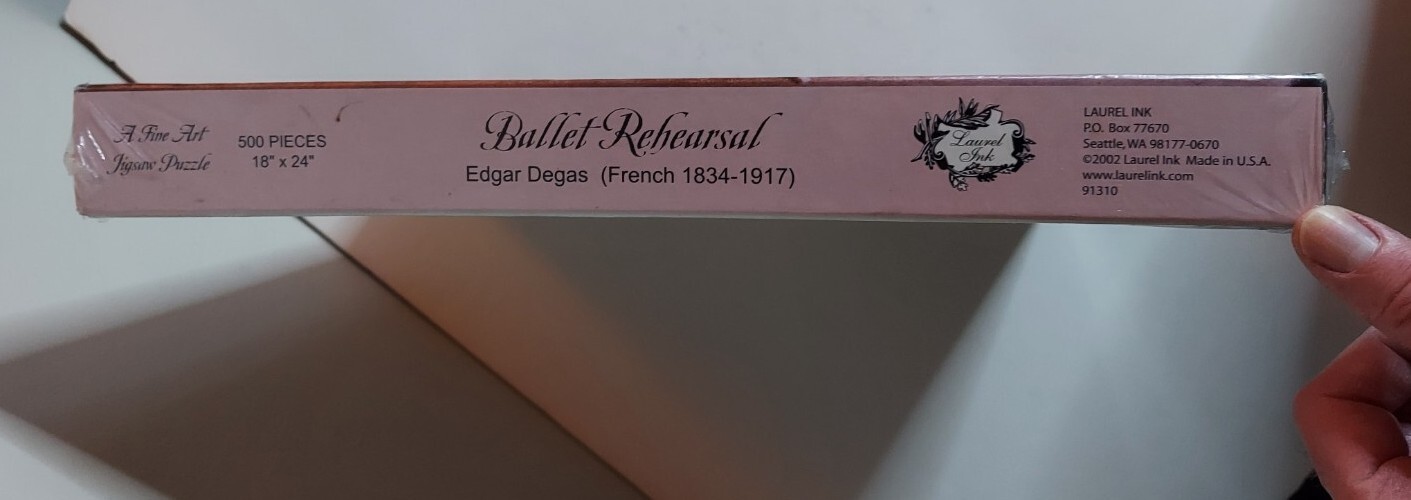 A Fine Art
Jigsaw Puzzle
500 PIECES
18" x 24"
Ballet Rehearsal
Edgar Degas (French 1834-1917)
Laurel
Ink
LAUREL INK
P.O. Box 77670
Seattle, WA 98177-0670
©2002 Laurel Ink Made in U.S.A.
www.laurelink.com
91310